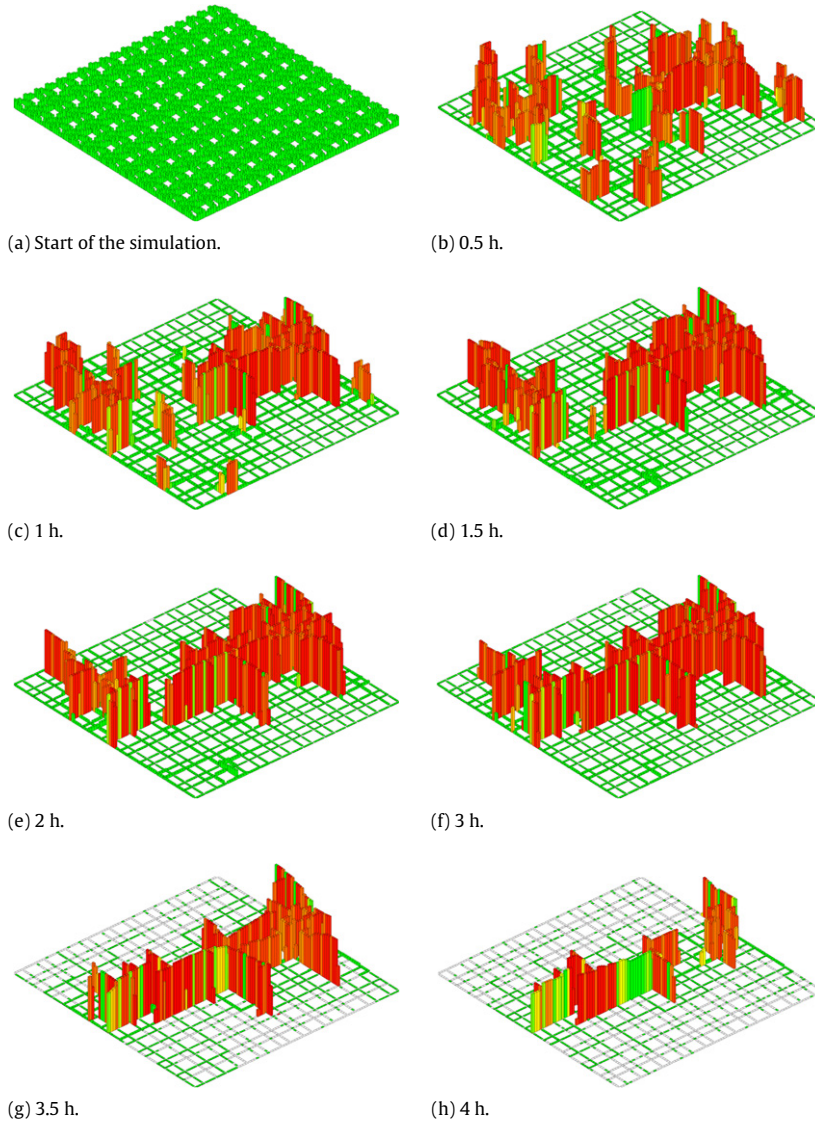 (a) Start of the simulation.
(b) 0.5 h.
(c) 1 h.
(d) 1.5 h.
(e) 2 h.
(f) 3 h.
(g) 3.5 h.
(h) 4 h.